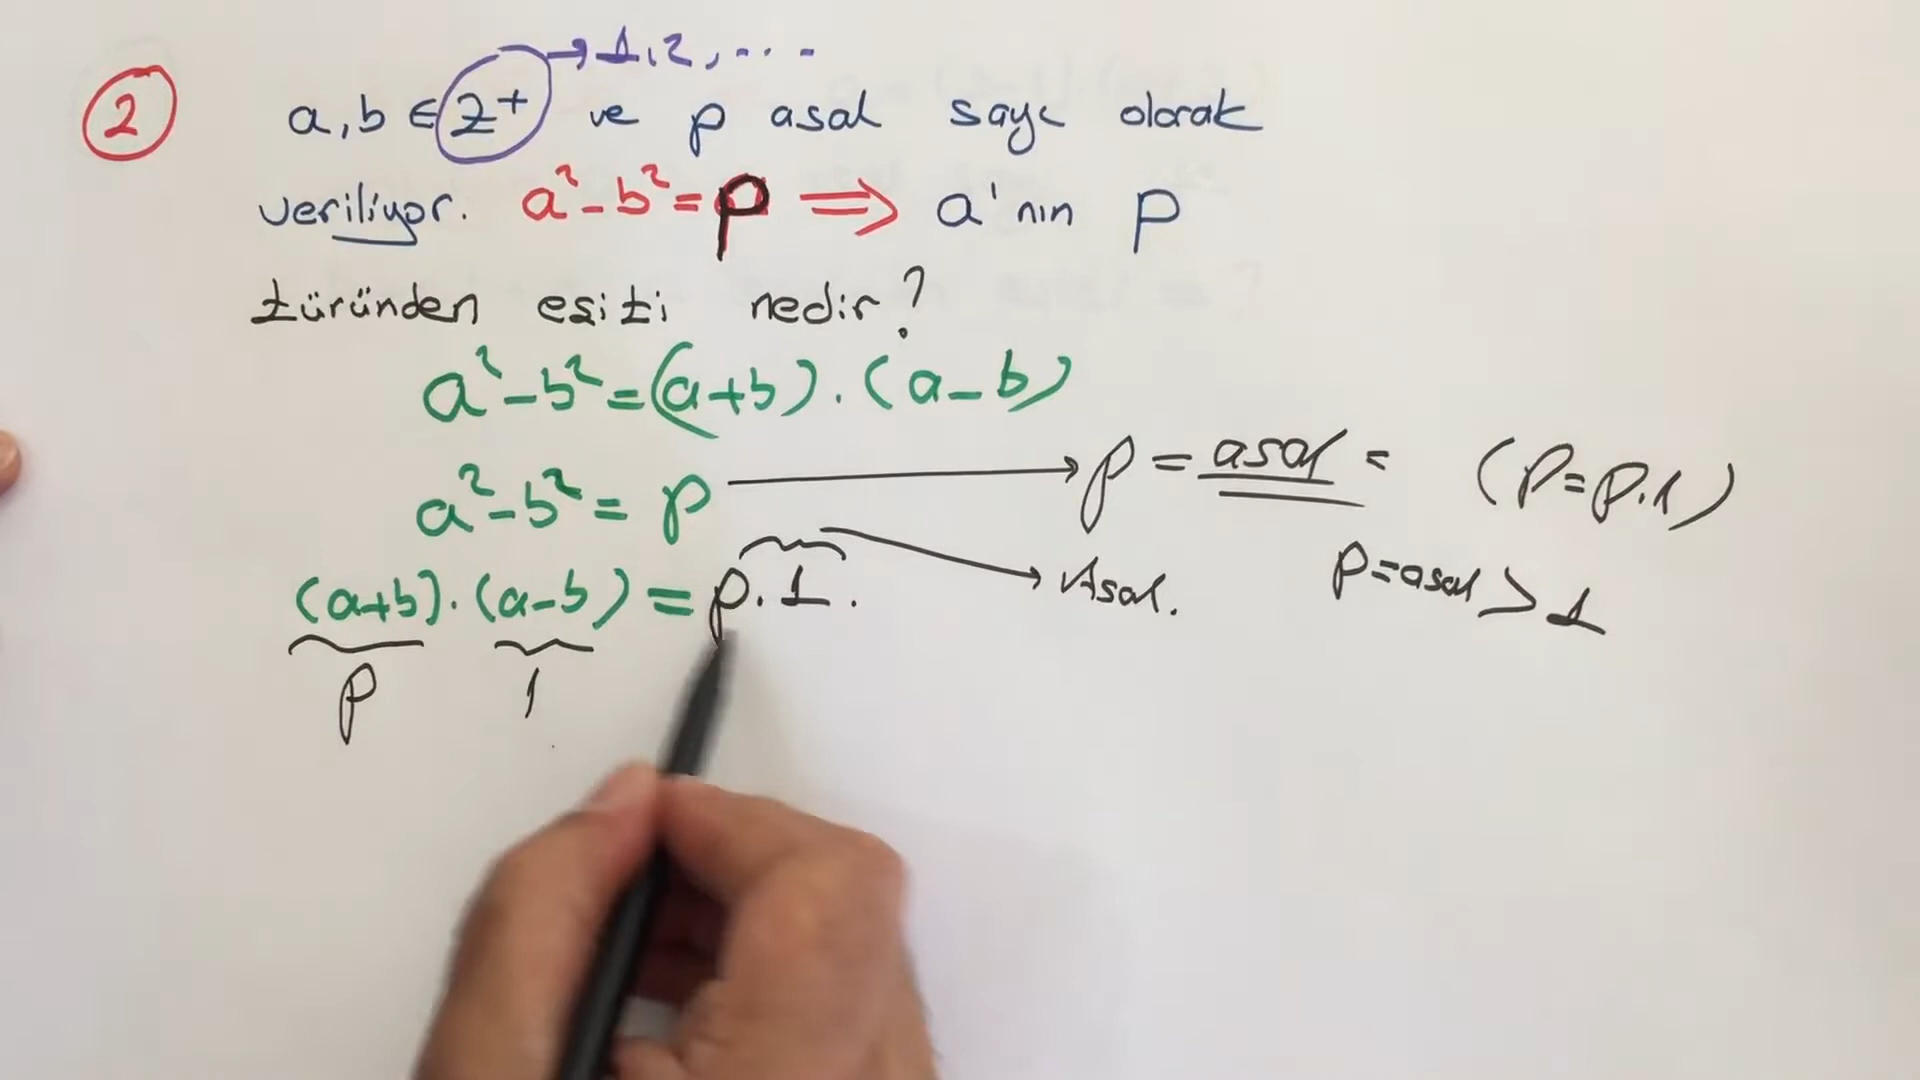 → 1, 2, ...
2 a, b ∈ Z+ ve p asal sayı olarak
veriliyor. a² - b² = p ⟹ a'nın P
türünden eşiti nedir?
a² - b² = (a+b) . (a-b)
a² - b² = p → p = asal = (P = p.1)
(a+b) . (a-b) = p . 1 . → Asal. P = asal > 1
p 1